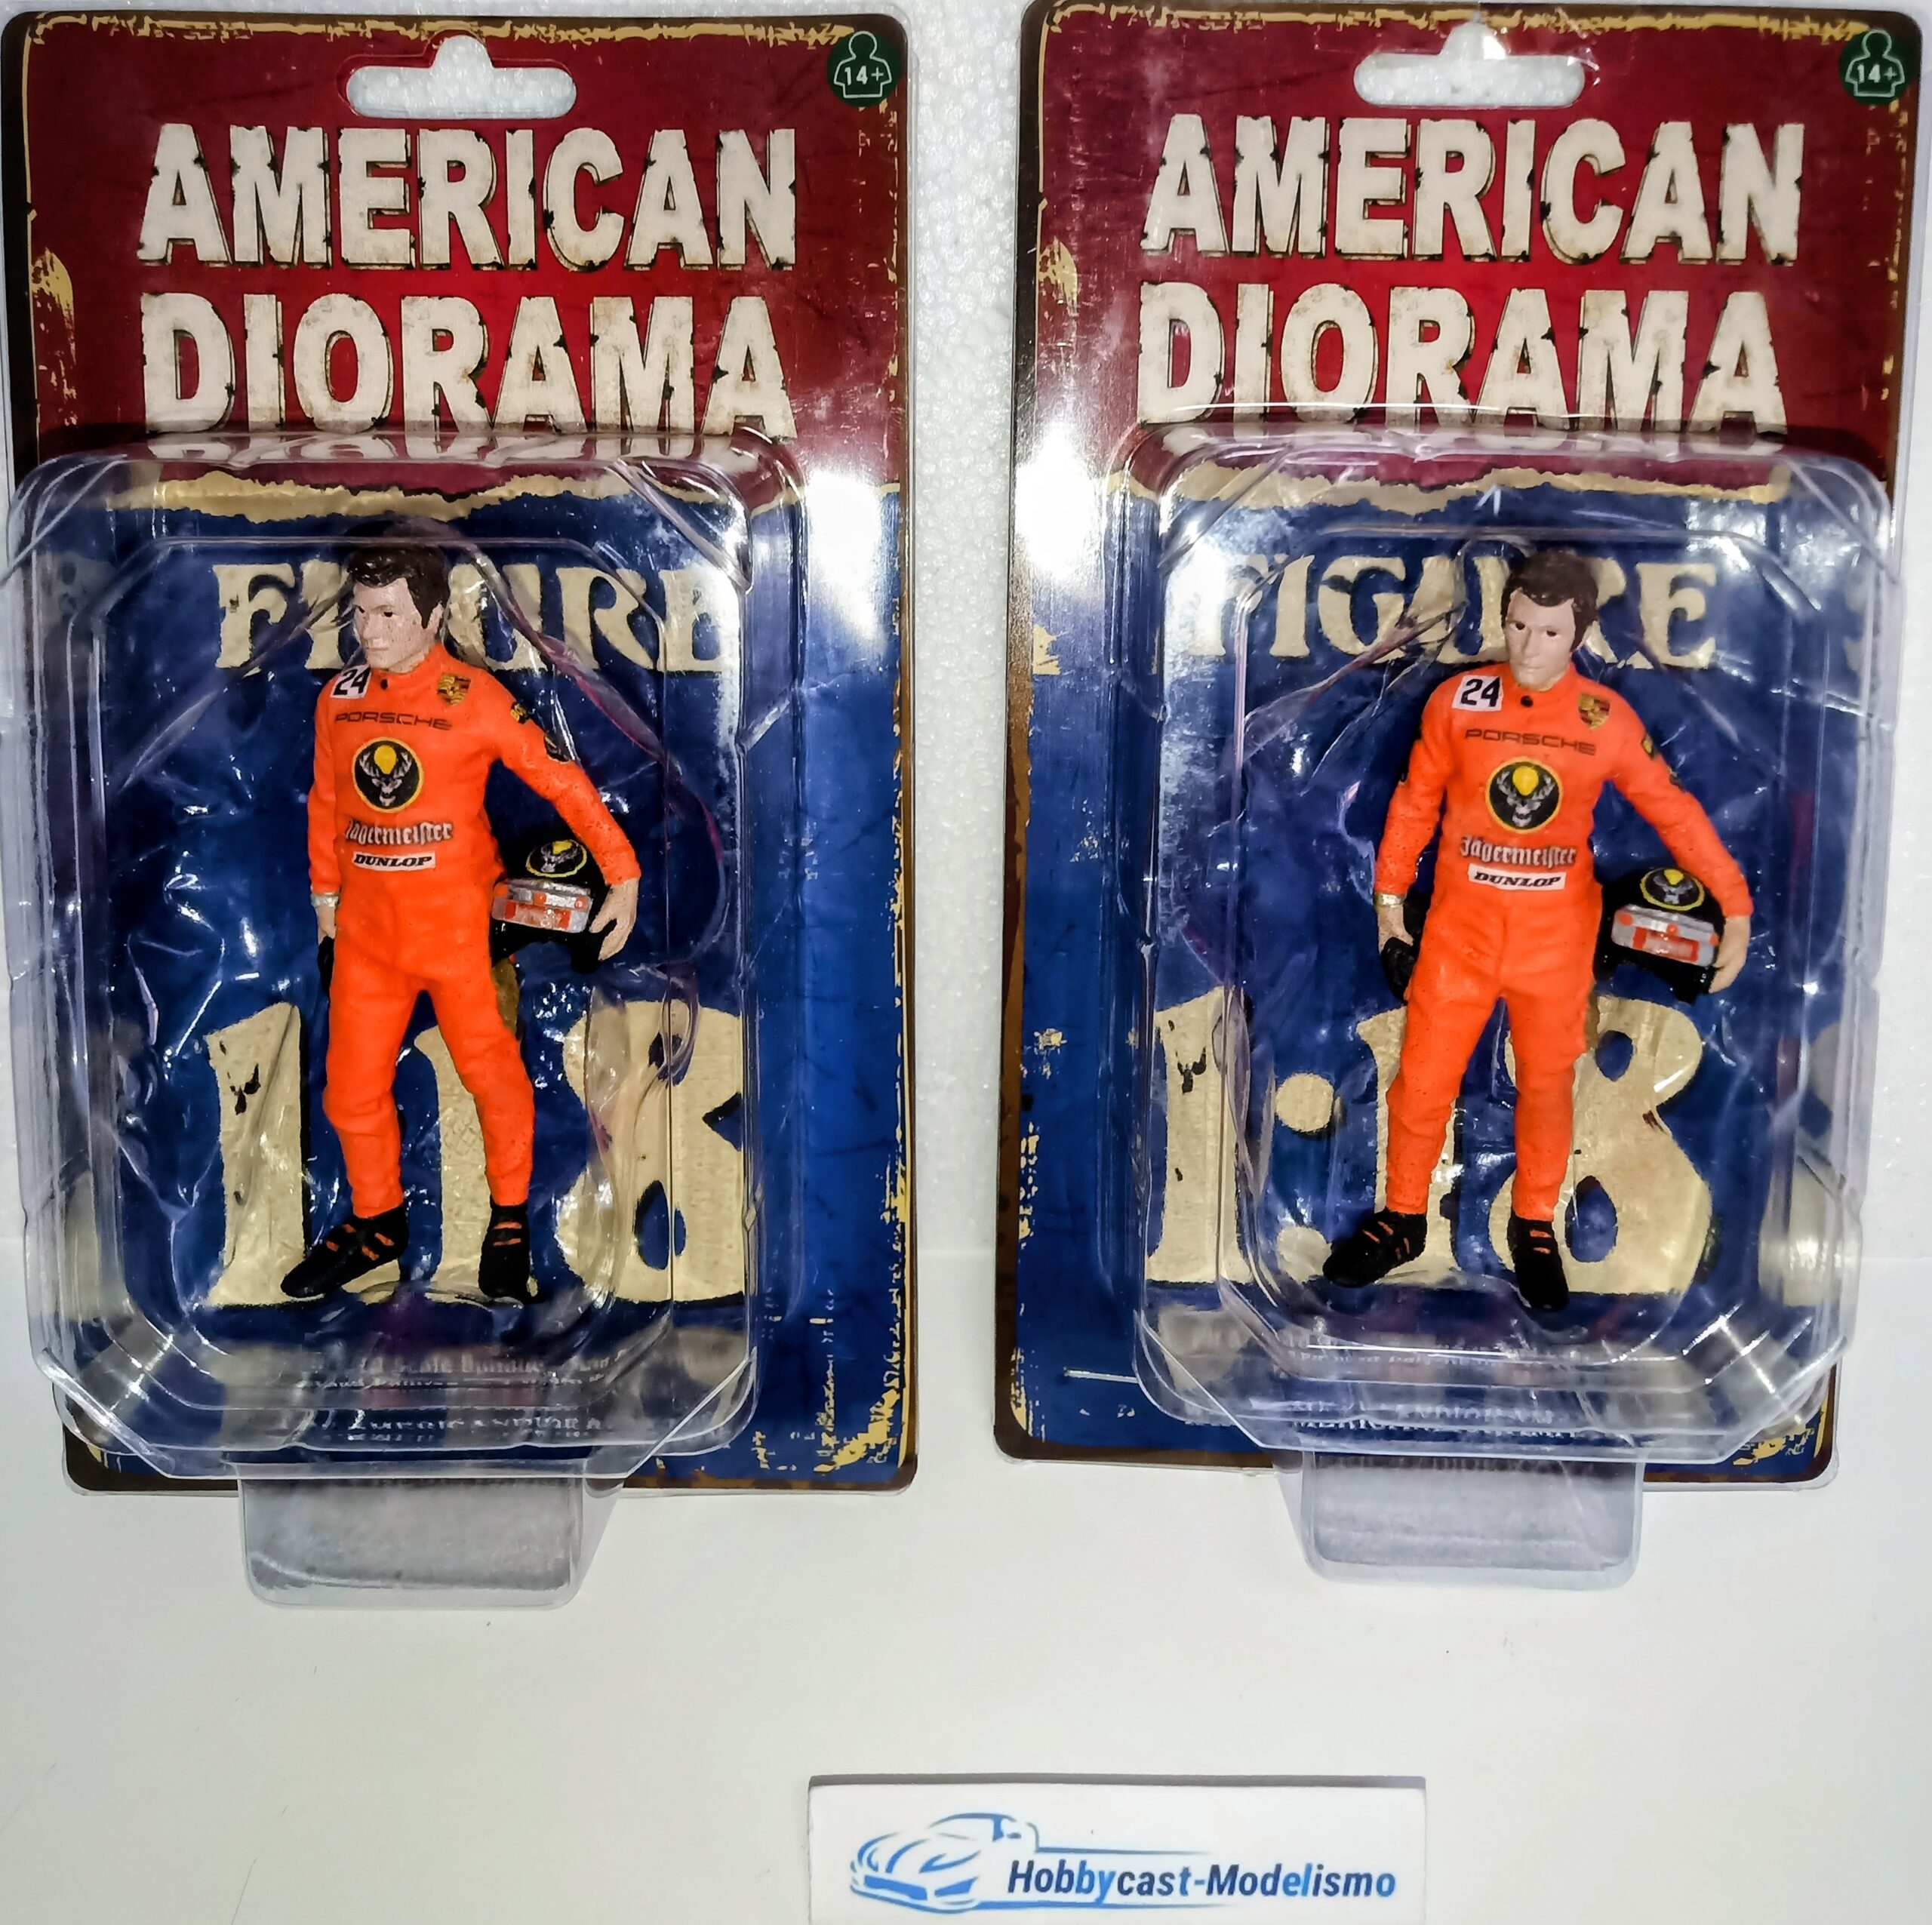 14+
AMERICAN
DIORAMA
FIGURE
24
PORSCHE
Jägermeister
DUNLOP
1:18
14+
AMERICAN
DIORAMA
FIGURE
24
PORSCHE
Jägermeister
DUNLOP
1:18
Hobbycast-Modelismo